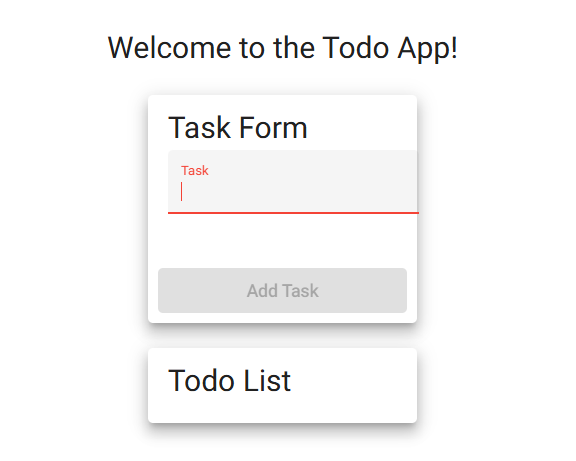 Welcome to the Todo App!
Task Form
Task
Add Task
Todo List